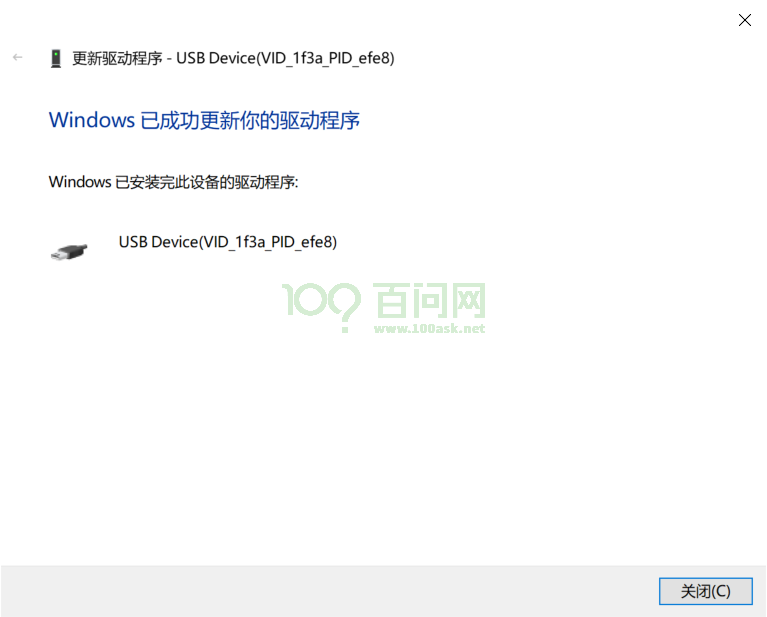 更新驱动程序 - USB Device(VID_1f3a_PID_efe8)
Windows 已成功更新你的驱动程序
Windows 已安装完此设备的驱动程序:
USB Device(VID_1f3a_PID_efe8)
100? 百问网
www.100ask.net
关闭(C)